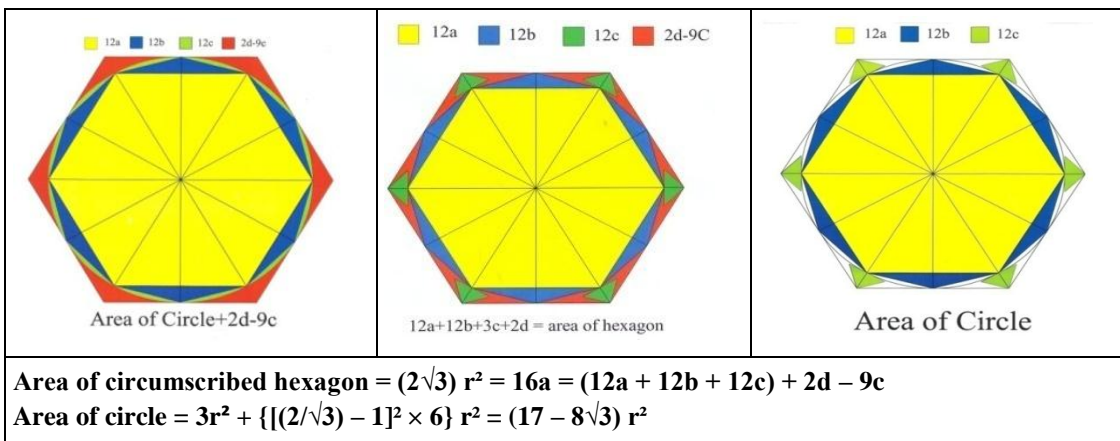 12a 12b 12c 2d-9c
Area of Circle+2d-9c
12a 12b 12c 2d-9C
12a+12b+3c+2d = area of hexagon
12a 12b 12c
Area of Circle
Area of circumscribed hexagon = (2√3) r² = 16a = (12a + 12b + 12c) + 2d – 9c
Area of circle = 3r² + {[(2/√3) – 1]² × 6} r² = (17 – 8√3) r²